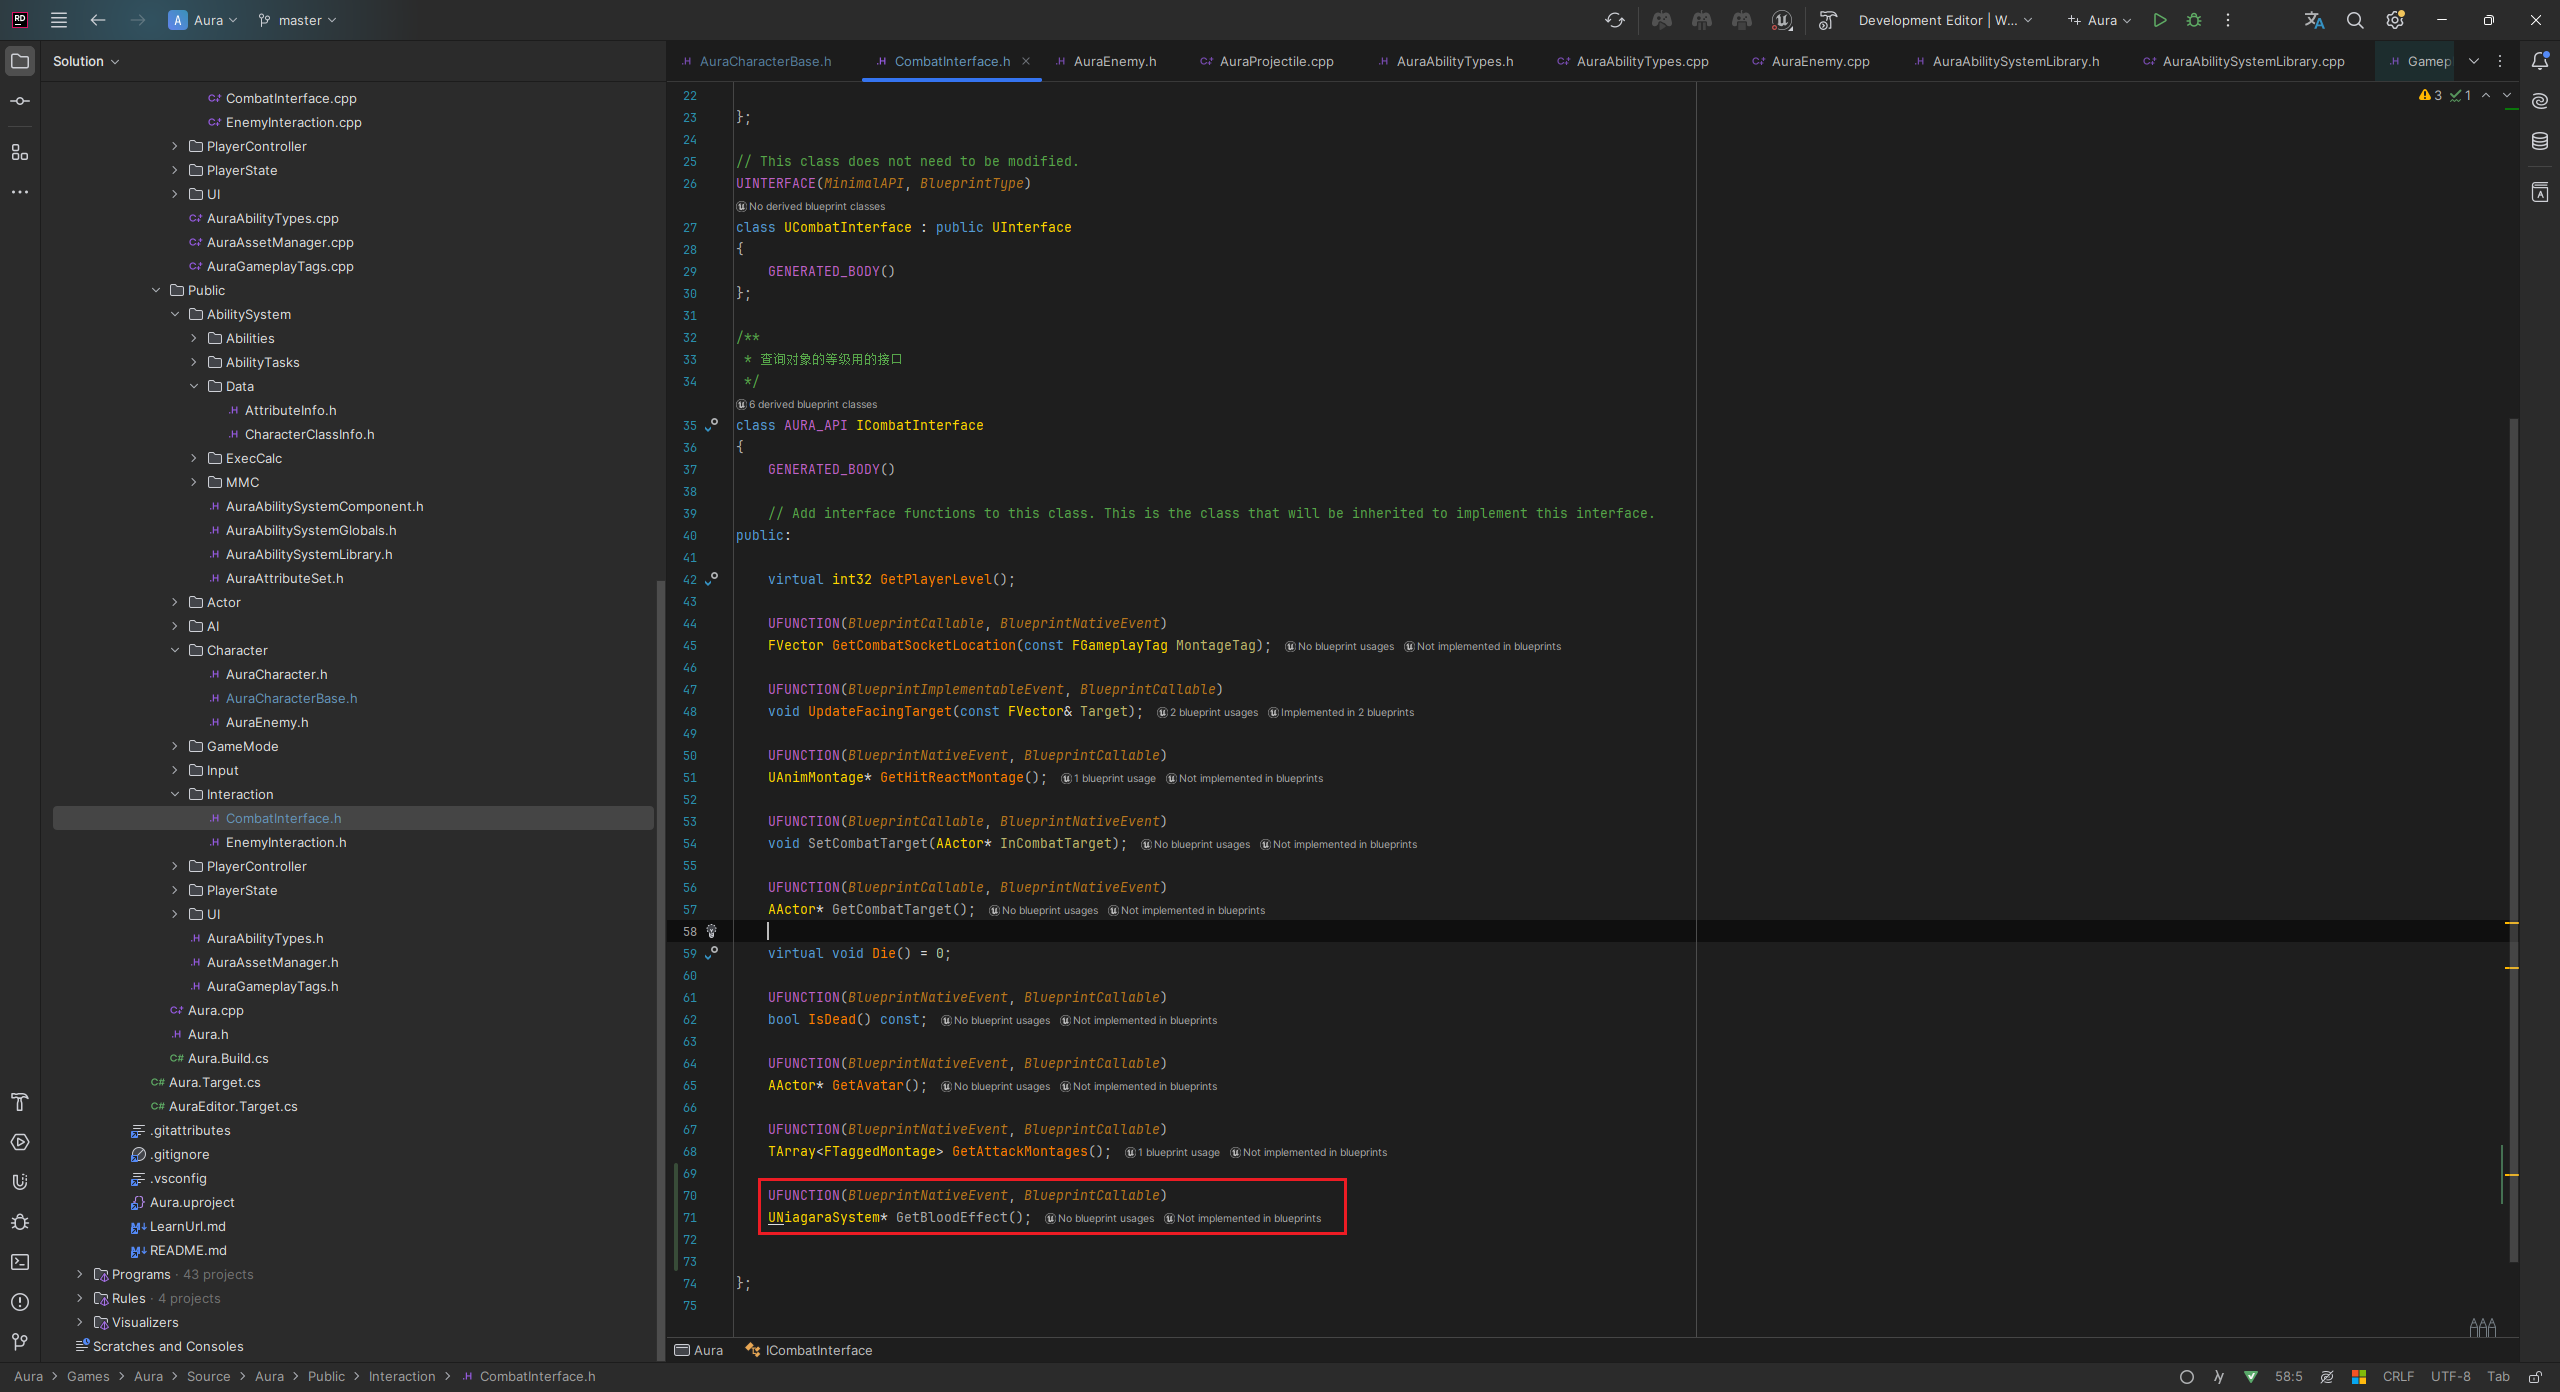 Aura master Development Editor | W... Aura
Solution
CombatInterface.cpp
EnemyInteraction.cpp
PlayerController
PlayerState
UI
AuraAbilityTypes.cpp
AuraAssetManager.cpp
AuraGameplayTags.cpp
Public
AbilitySystem
Abilities
AbilityTasks
Data
AttributeInfo.h
CharacterClassInfo.h
ExecCalc
MMC
AuraAbilitySystemComponent.h
AuraAbilitySystemGlobals.h
AuraAbilitySystemLibrary.h
AuraAttributeSet.h
Actor
AI
Character
AuraCharacter.h
AuraCharacterBase.h
AuraEnemy.h
GameMode
Input
Interaction
CombatInterface.h
EnemyInteraction.h
PlayerController
PlayerState
UI
AuraAbilityTypes.h
AuraAssetManager.h
AuraGameplayTags.h
Aura.cpp
Aura.h
Aura.Build.cs
Aura.Target.cs
AuraEditor.Target.cs
.gitattributes
.gitignore
.vsconfig
Aura.uproject
LearnUrl.md
README.md
Programs · 43 projects
Rules · 4 projects
Visualizers
Scratches and Consoles
AuraCharacterBase.h CombatInterface.h AuraEnemy.h AuraProjectile.cpp AuraAbilityTypes.h AuraAbilityTypes.cpp AuraEnemy.cpp AuraAbilitySystemLibrary.h AuraAbilitySystemLibrary.cpp Gamep
3 1
22
23 };
24
25 // This class does not need to be modified.
26 UINTERFACE(MinimalAPI, BlueprintType)
No derived blueprint classes
27 class UCombatInterface : public UInterface
28 {
29 GENERATED_BODY()
30 };
31
32 /**
33 * 查询对象的等级用的接口
34 */
6 derived blueprint classes
35 class AURA_API ICombatInterface
36 {
37 GENERATED_BODY()
38
39 // Add interface functions to this class. This is the class that will be inherited to implement this interface.
40 public:
41
42 virtual int32 GetPlayerLevel();
43
44 UFUNCTION(BlueprintCallable, BlueprintNativeEvent)
45 FVector GetCombatSocketLocation(const FGameplayTag MontageTag); No blueprint usages Not implemented in blueprints
46
47 UFUNCTION(BlueprintImplementableEvent, BlueprintCallable)
48 void UpdateFacingTarget(const FVector& Target); 2 blueprint usages Implemented in 2 blueprints
49
50 UFUNCTION(BlueprintNativeEvent, BlueprintCallable)
51 UAnimMontage* GetHitReactMontage(); 1 blueprint usage Not implemented in blueprints
52
53 UFUNCTION(BlueprintCallable, BlueprintNativeEvent)
54 void SetCombatTarget(AActor* InCombatTarget); No blueprint usages Not implemented in blueprints
55
56 UFUNCTION(BlueprintCallable, BlueprintNativeEvent)
57 AActor* GetCombatTarget(); No blueprint usages Not implemented in blueprints
58
59 virtual void Die() = 0;
60
61 UFUNCTION(BlueprintNativeEvent, BlueprintCallable)
62 bool IsDead() const; No blueprint usages Not implemented in blueprints
63
64 UFUNCTION(BlueprintNativeEvent, BlueprintCallable)
65 AActor* GetAvatar(); No blueprint usages Not implemented in blueprints
66
67 UFUNCTION(BlueprintNativeEvent, BlueprintCallable)
68 TArray<FTaggedMontage> GetAttackMontages(); 1 blueprint usage Not implemented in blueprints
69
70 UFUNCTION(BlueprintNativeEvent, BlueprintCallable)
71 UNiagaraSystem* GetBloodEffect(); No blueprint usages Not implemented in blueprints
72
73
74 };
75
Aura ICombatInterface
Aura > Games > Aura > Source > Aura > Public > Interaction > CombatInterface.h 58:5 CRLF UTF-8 Tab